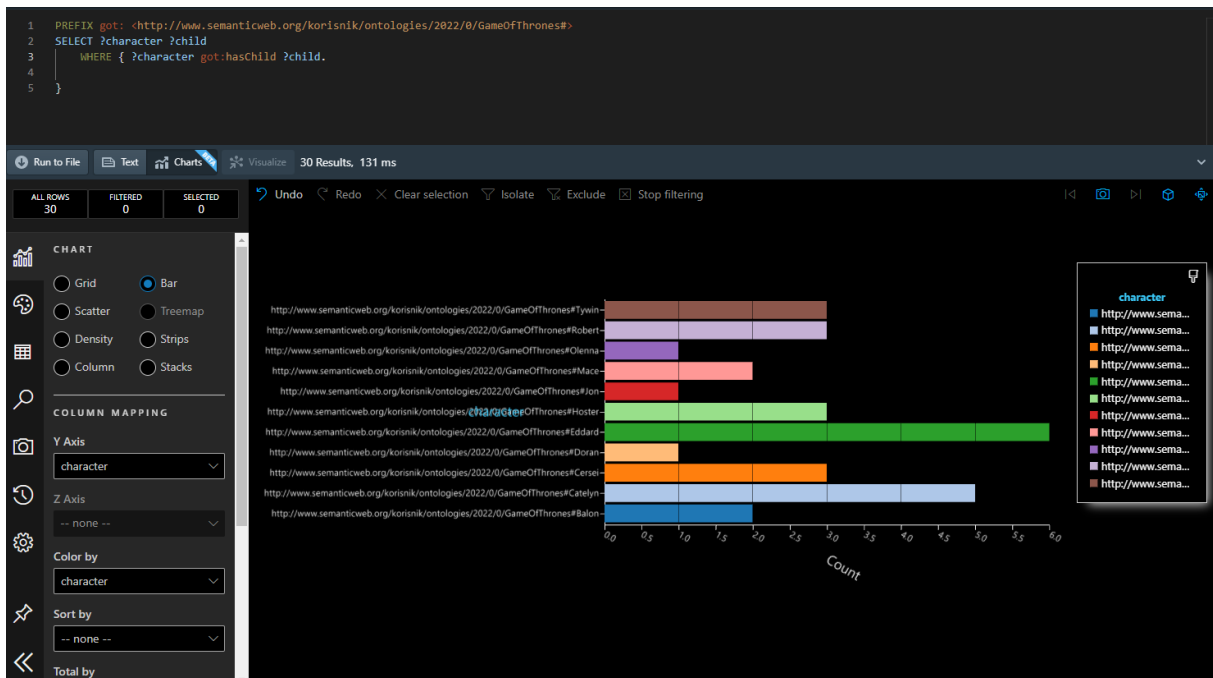 1 PREFIX got: <http://www.semanticweb.org/korisnik/ontologies/2022/0/GameOfThrones#>
2 SELECT ?character ?child
3 WHERE { ?character got:hasChild ?child.
4
5 }
Run to File Text Charts BETA Visualize 30 Results, 131 ms
ALL ROWS FILTERED SELECTED
30 0 0
Undo Redo Clear selection Isolate Exclude Stop filtering
CHART
Grid Bar
Scatter Treemap
Density Strips
Column Stacks
COLUMN MAPPING
Y Axis
character
Z Axis
-- none --
Color by
character
Sort by
-- none --
Total by
http://www.semanticweb.org/korisnik/ontologies/2022/0/GameOfThrones#Tywin
http://www.semanticweb.org/korisnik/ontologies/2022/0/GameOfThrones#Robert
http://www.semanticweb.org/korisnik/ontologies/2022/0/GameOfThrones#Olenna
http://www.semanticweb.org/korisnik/ontologies/2022/0/GameOfThrones#Mace
http://www.semanticweb.org/korisnik/ontologies/2022/0/GameOfThrones#Jon
http://www.semanticweb.org/korisnik/ontologies/2022/0/GameOfThrones#Hoster
character
http://www.semanticweb.org/korisnik/ontologies/2022/0/GameOfThrones#Eddard
http://www.semanticweb.org/korisnik/ontologies/2022/0/GameOfThrones#Doran
http://www.semanticweb.org/korisnik/ontologies/2022/0/GameOfThrones#Cersei
http://www.semanticweb.org/korisnik/ontologies/2022/0/GameOfThrones#Catelyn
http://www.semanticweb.org/korisnik/ontologies/2022/0/GameOfThrones#Balon
0.0 0.5 1.0 1.5 2.0 2.5 3.0 3.5 4.0 4.5 5.0 5.5 6.0
Count
character
http://www.sema...
http://www.sema...
http://www.sema...
http://www.sema...
http://www.sema...
http://www.sema...
http://www.sema...
http://www.sema...
http://www.sema...
http://www.sema...
http://www.sema...